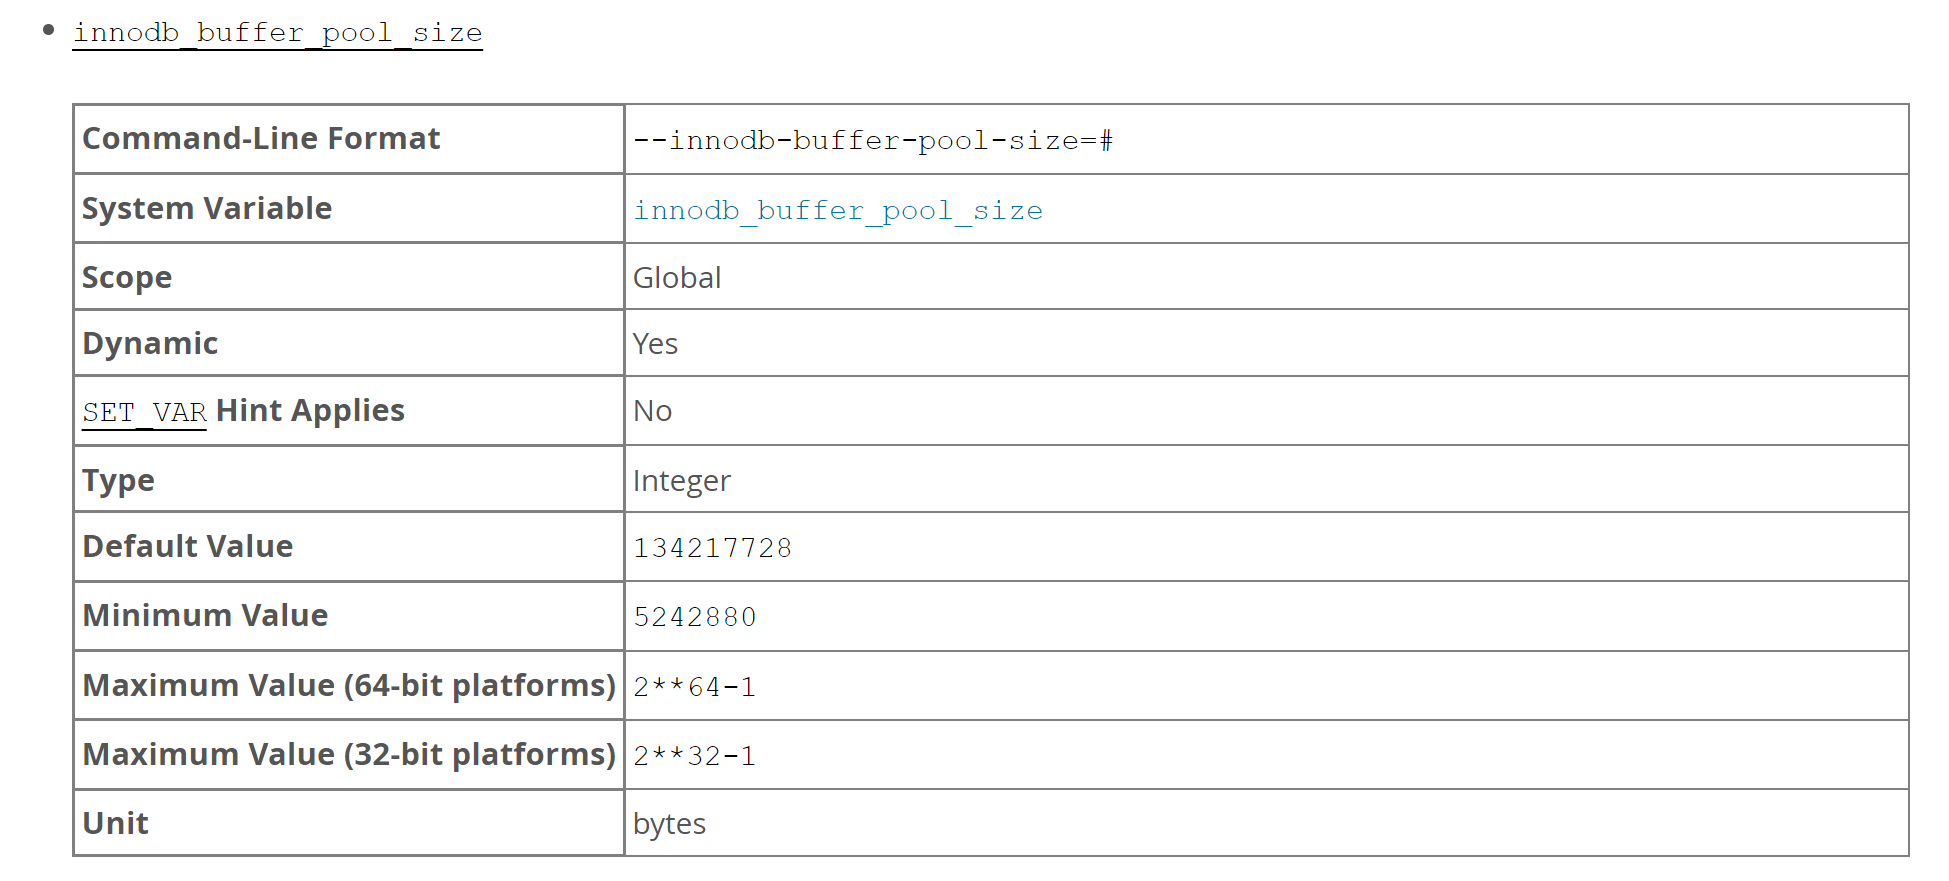 innodb_buffer_pool_size
Command-Line Format --innodb-buffer-pool-size=#
System Variable innodb_buffer_pool_size
Scope Global
Dynamic Yes
SET_VAR Hint Applies No
Type Integer
Default Value 134217728
Minimum Value 5242880
Maximum Value (64-bit platforms) 2**64-1
Maximum Value (32-bit platforms) 2**32-1
Unit bytes